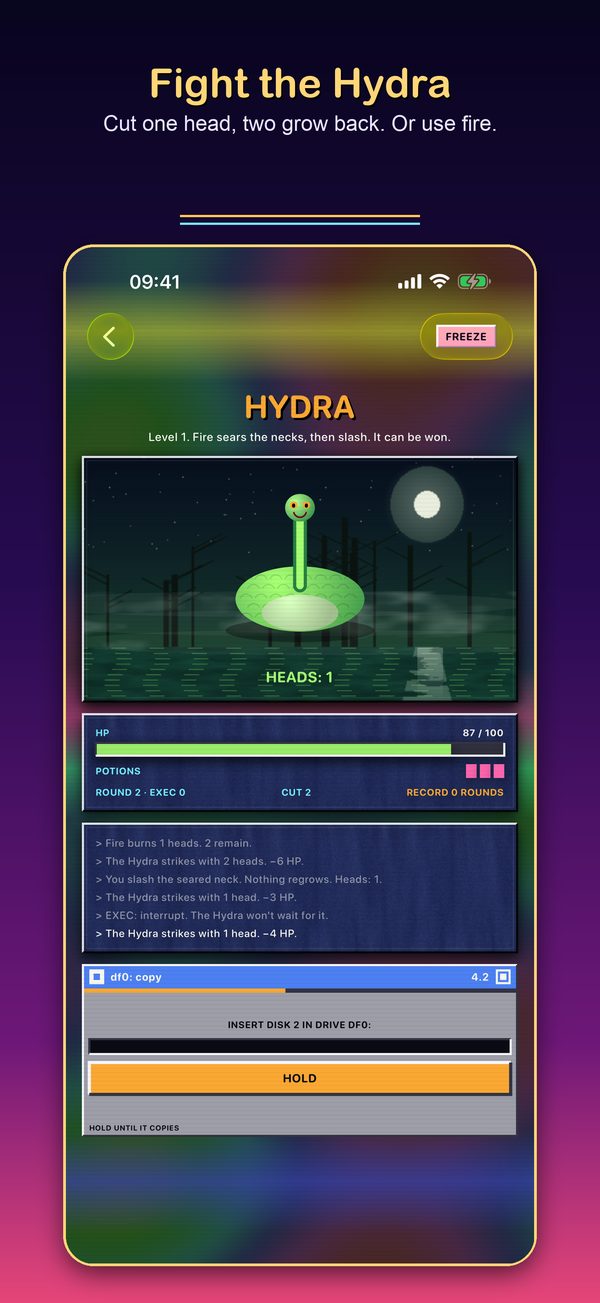 Fight the Hydra
Cut one head, two grow back. Or use fire.
09:41
FREEZE
HYDRA
Level 1. Fire sears the necks, then slash. It can be won.
HEADS: 1
HP 87 / 100
POTIONS
ROUND 2 · EXEC 0 CUT 2 RECORD 0 ROUNDS
> Fire burns 1 heads. 2 remain.
> The Hydra strikes with 2 heads. −6 HP.
> You slash the seared neck. Nothing regrows. Heads: 1.
> The Hydra strikes with 1 head. −3 HP.
> EXEC: interrupt. The Hydra won't wait for it.
> The Hydra strikes with 1 head. −4 HP.
df0: copy 4.2
INSERT DISK 2 IN DRIVE DF0:
HOLD
HOLD UNTIL IT COPIES